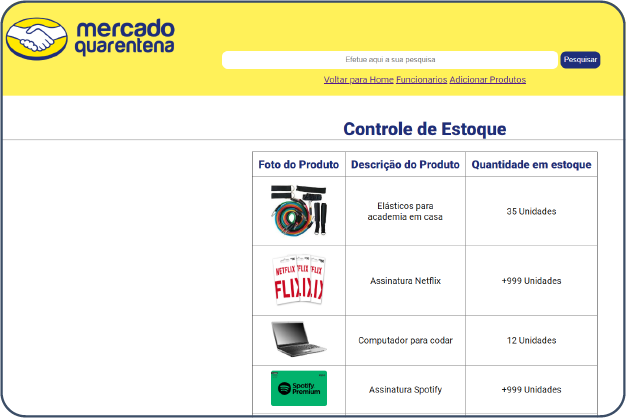 mercado
quarentena
Efetue aqui a sua pesquisa
Pesquisar
Voltar para Home Funcionarios Adicionar Produtos
Controle de Estoque
Foto do Produto Descrição do Produto Quantidade em estoque
Elásticos para
academia em casa
35 Unidades
NETFLIX
FLIX
Assinatura Netflix
+999 Unidades
Computador para codar
12 Unidades
Spotify
Premium
Assinatura Spotify
+999 Unidades